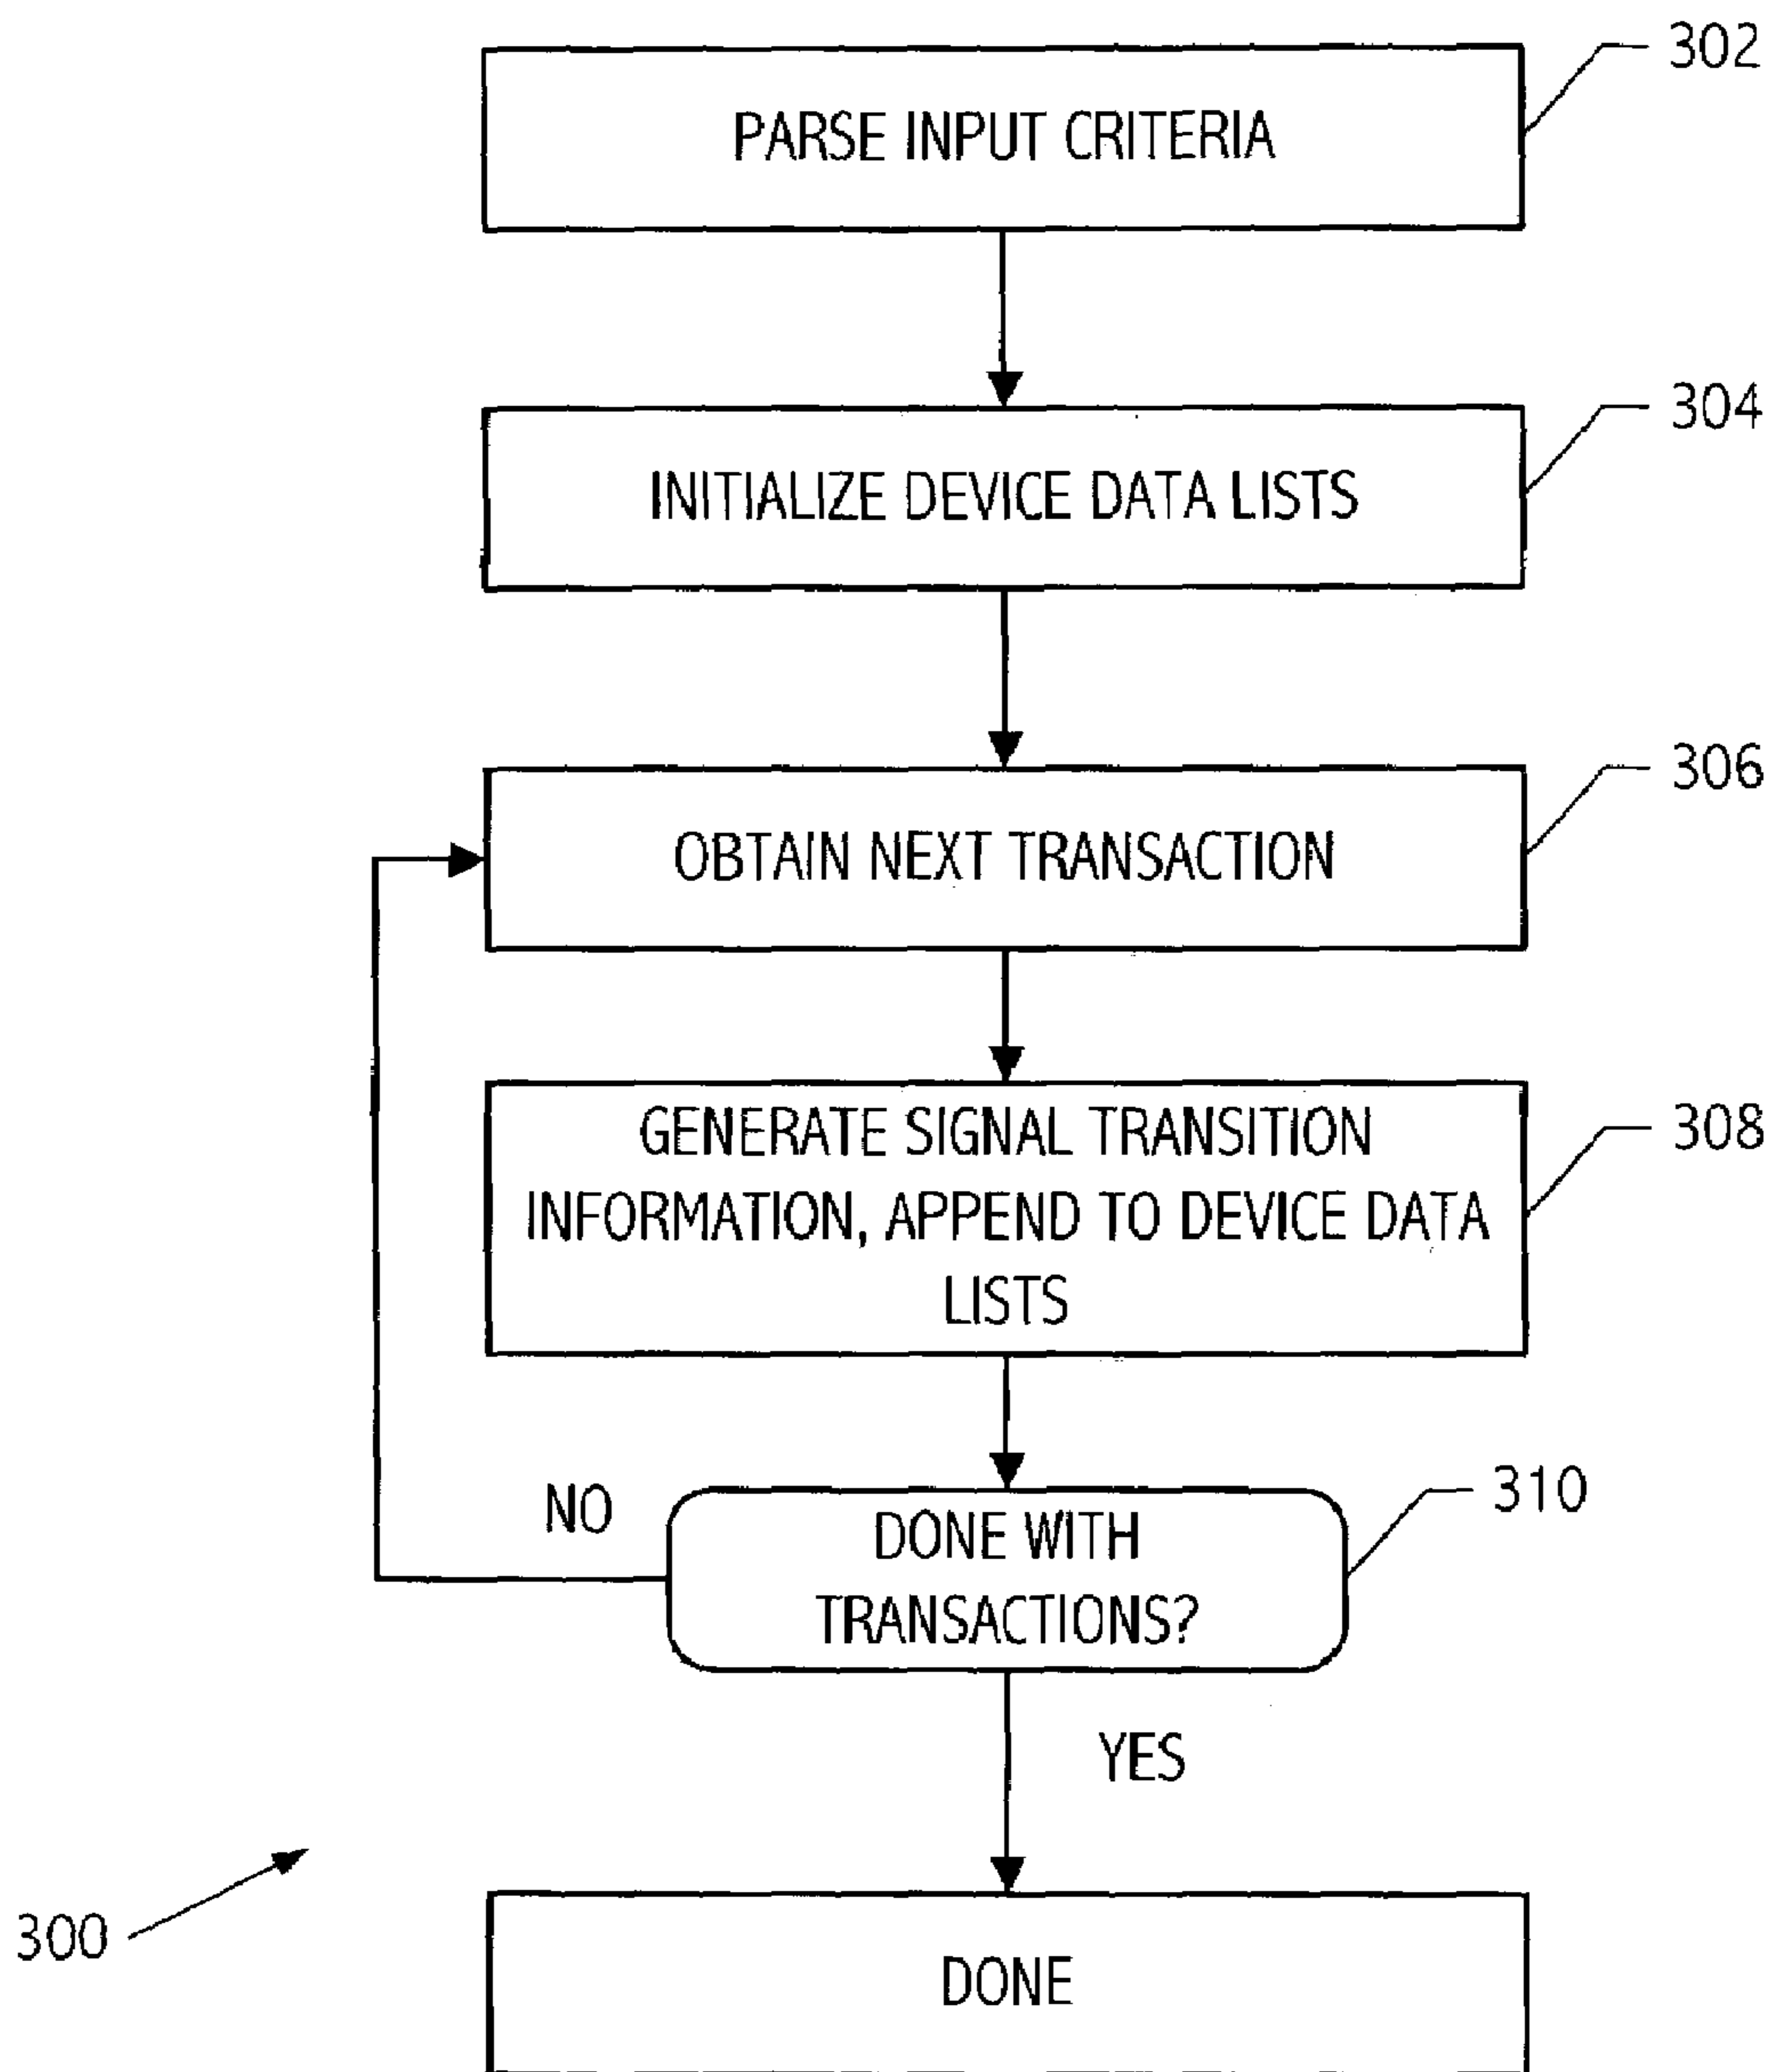 302
PARSE INPUT CRITERIA
304
INITIALIZE DEVICE DATA LISTS
306
OBTAIN NEXT TRANSACTION
308
GENERATE SIGNAL TRANSITION
INFORMATION, APPEND TO DEVICE DATA
LISTS
310
NO
DONE WITH
TRANSACTIONS?
YES
300
DONE